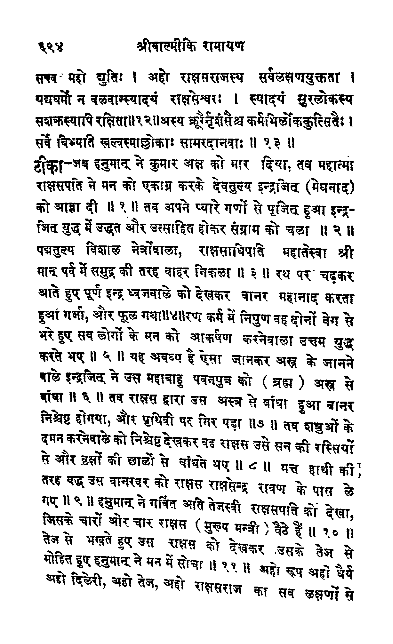 ६२४ श्रीवाल्मीकि रामायण
सत्त्व महो द्युतिः । अहो राक्षसराजस्य सर्वलक्षणयुक्तता ।
यद्यधर्मो न बलवान्स्यादयं राक्षसेश्वरः । स्यादयं सुरलोकस्य
सशक्रस्यापि रक्षिता॥१२॥अस्य क्रूरैर्नृशंसैश्च कर्मभिर्लोककुत्सितैः।
सर्वे बिभ्यति खल्वस्माल्लोकाः सामरदानवाः ॥ १३ ॥
टीका-जब हनुमान् ने कुमार अक्ष को मार दिया, तब महात्मा
राक्षसपति ने मन को एकाग्र करके देवतुल्य इन्द्रजित् (मेघनाद)
को आज्ञा दी ॥ १ ॥ तब अपने प्यारे गणों से पूजित हुआ इन्द्र-
जित् युद्ध में उद्धत और उत्साहित होकर संग्राम को चला ॥ २ ॥
पद्मतुल्य विशाल नेत्रोंवाला, राक्षसाधिपति महातेस्वा श्री
मान् पर्व में समुद्र की तरह बाहर निकला ॥ ३ ॥ रथ पर चढ़कर
आते हुए पूर्ण इन्द्र ध्वजवाले को देखकर बानर महानाद करता
हुआ गर्जा, और फूल गया॥४॥रण कर्म में निपुण वह दोनों वेग से
भरे हुए सब लोगों के मन को आकर्षण करनेवाला उत्तम युद्ध
करते भए ॥ ५ ॥ यह अवध्य है ऐसा जानकर अस्त्र के जानने
वाले इन्द्रजित् ने उस महाबाहु पवनपुत्र को ( ब्रह्म ) अस्त्र से
बांधा ॥ ६ ॥ तब राक्षस द्वारा उस अस्त्र से बांधा हुआ बानर
निश्चेष्ट होगया, और पृथिवी पर गिर पड़ा ॥७ ॥ तब शत्रुओं के
दमन करनेवाले को निश्चेष्ट देखकर वह राक्षस उसे सन की रस्सियों
से और वृक्षों की छालों से बांधते भए ॥ ८ ॥ मत्त हाथी की
तरह बद्ध उस बानरवर को राक्षस राक्षसेन्द्र रावण के पास ले
गए ॥ ९ ॥ हनुमान् ने गर्वित अति तेजस्वी राक्षसपति को देखा,
जिसके चारों ओर चार राक्षस ( मुख्य मन्त्री ) बैठे हैं ॥ १० ॥
तेज से भखते हुए उस राक्षस को देखकर उसके तेज से
मोहित हुए हनुमान् ने मन में सोचा ॥ ११ ॥ अहो रूप अहो धैर्य
अहो दिलेरी, अहो तेज, अहो राक्षसराज का सब लक्षणों से